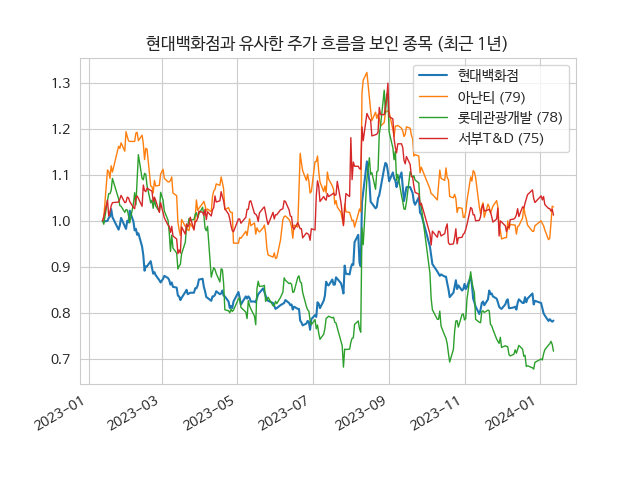 현대백화점과 유사한 주가 흐름을 보인 종목 (최근 1년)
현대백화점
아난티 (79)
롯데관광개발 (78)
서부T&D (75)
1.3
1.2
1.1
1.0
0.9
0.8
0.7
2023-01
2023-03
2023-05
2023-07
2023-09
2023-11
2024-01